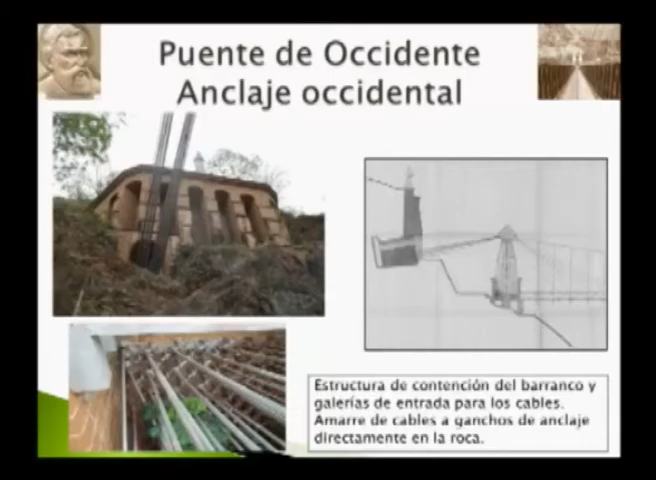 Puente de Occidente
Anclaje occidental
Estructura de contención del barranco y
galerías de entrada para los cables.
Amarre de cables a ganchos de anclaje
directamente en la roca.